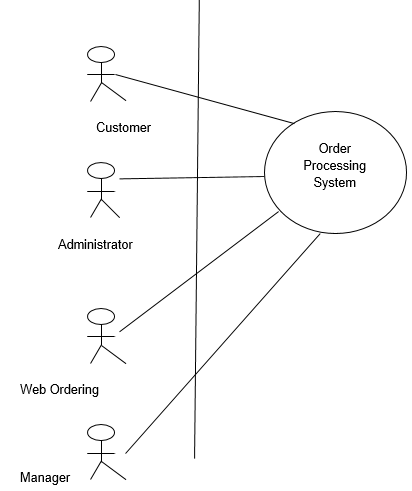 Customer
Order
Processing
System
Administrator
Web Ordering
Manager